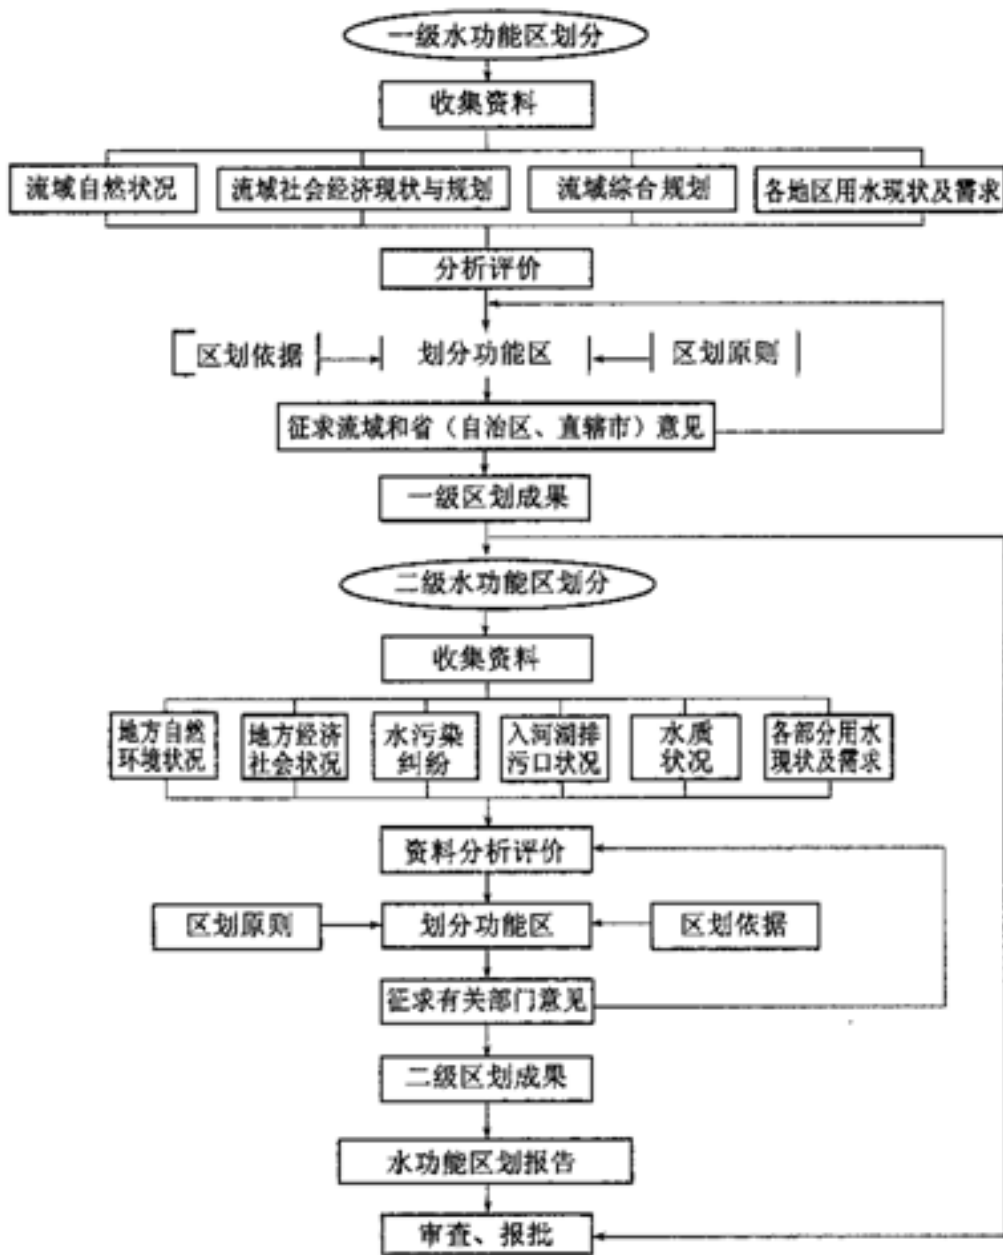 一级水功能区划分
收集资料
流域自然状况
流域社会经济现状与规划
流域综合规划
各地区用水现状及需求
分析评价
区划依据
划分功能区
区划原则
征求流域和省（自治区、直辖市）意见
一级区划成果
二级水功能区划分
收集资料
地方自然
环境状况
地方经济
社会状况
水污染
纠纷
入河湖排
污口状况
水质
状况
各部分用水
现状及需求
资料分析评价
区划原则
划分功能区
区划依据
征求有关部门意见
二级区划成果
水功能区划报告
审查、报批